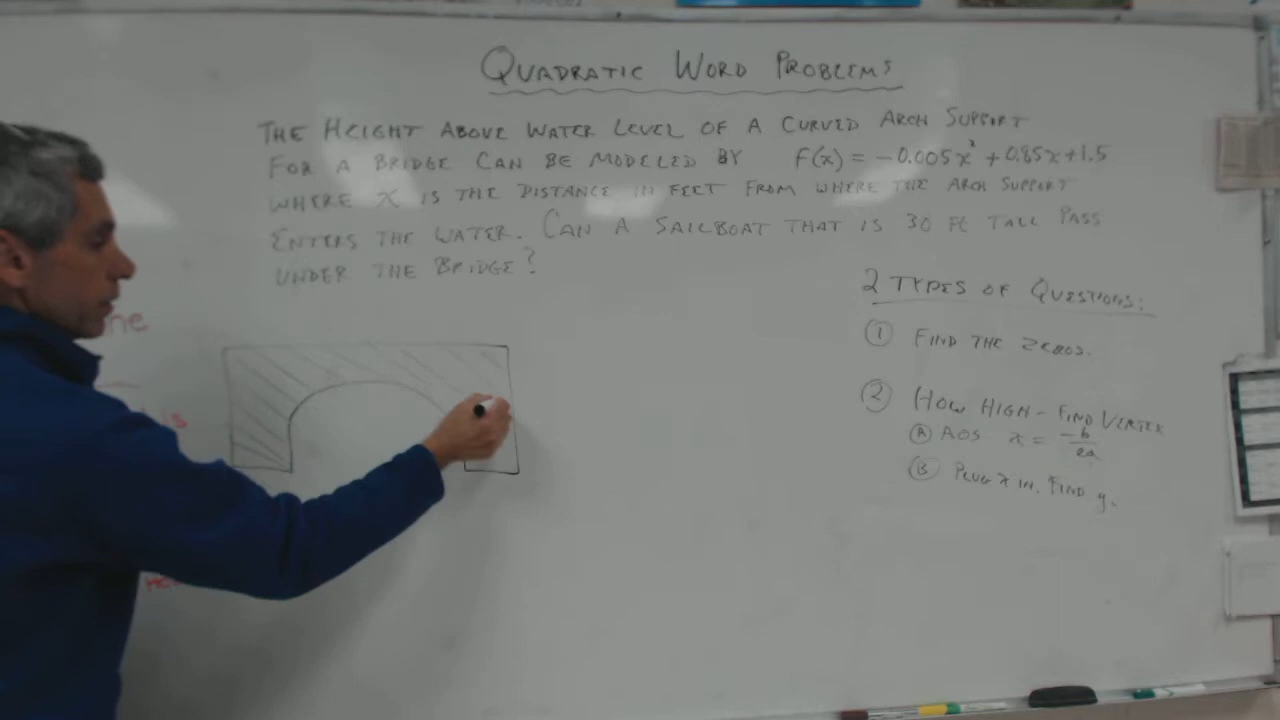 QUADRATIC WORD PROBLEMS
THE HEIGHT ABOVE WATER LEVEL OF A CURVED ARCH SUPPORT
FOR A BRIDGE CAN BE MODELED BY F(x) = -0.005x² + 0.85x + 1.5
WHERE X IS THE DISTANCE IN FEET FROM WHERE THE ARCH SUPPORT
ENTERS THE WATER. CAN A SAILBOAT THAT IS 30 FT TALL PASS
UNDER THE BRIDGE?
2 TYPES OF QUESTIONS:
① FIND THE ZEROS.
② HOW HIGH - FIND VERTEX
Ⓐ AOS x = -b/2a
Ⓑ PLUG X IN. FIND y.